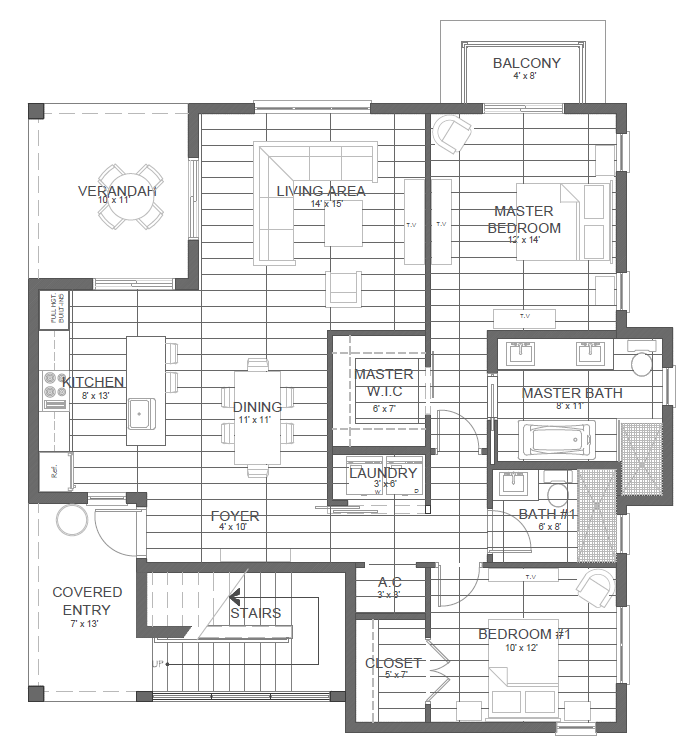 BALCONY
4' x 8'
VERANDAH
10' x 11'
LIVING AREA
14' x 15'
T.V
T.V
MASTER
BEDROOM
12' x 14'
FULL HGT.
BUILT-INS
T.V
KITCHEN
8' x 13'
MASTER
W.I.C
6' x 7'
DINING
11' x 11'
MASTER BATH
8' x 11'
Ref.
LAUNDRY
3' x 6'
W
D
FOYER
4' x 10'
BATH #1
6' x 8'
COVERED
ENTRY
7' x 13'
A.C
3' x 3'
T.V
STAIRS
UP
BEDROOM #1
10' x 12'
CLOSET
5' x 7'